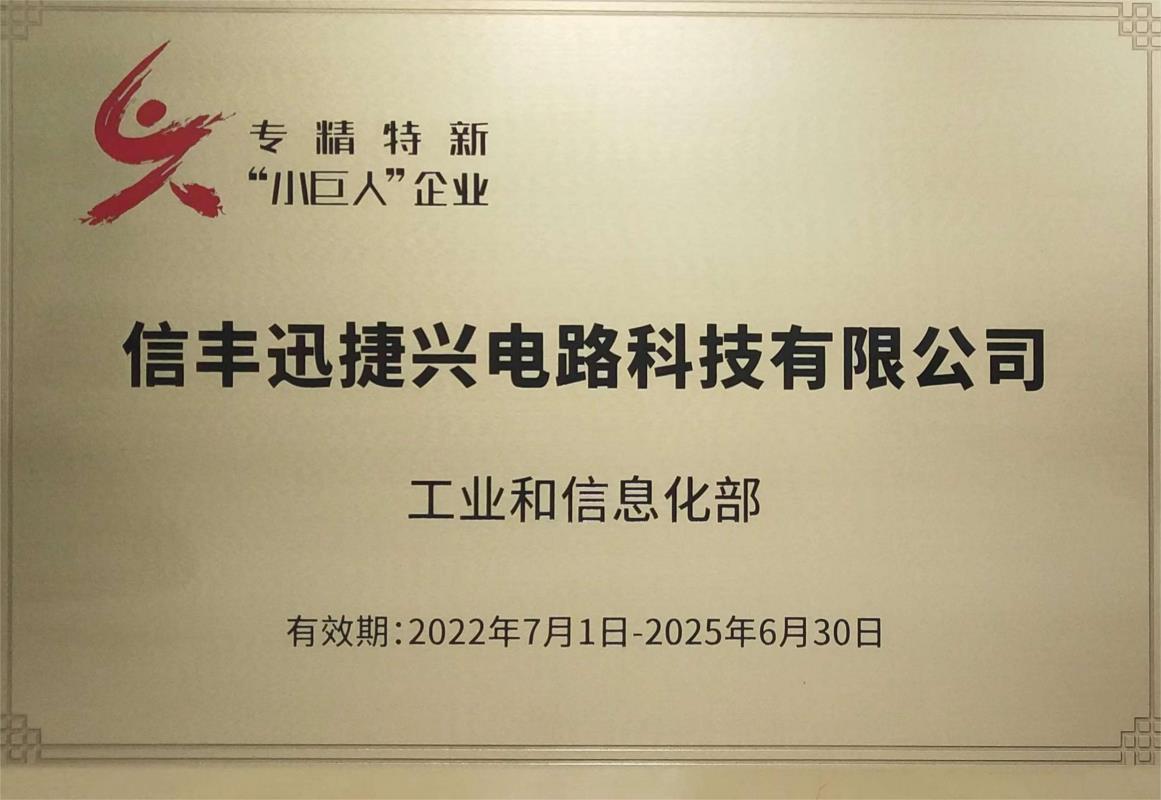 专精特新
“小巨人”企业
信丰迅捷兴电路科技有限公司
工业和信息化部
有效期：2022年7月1日-2025年6月30日